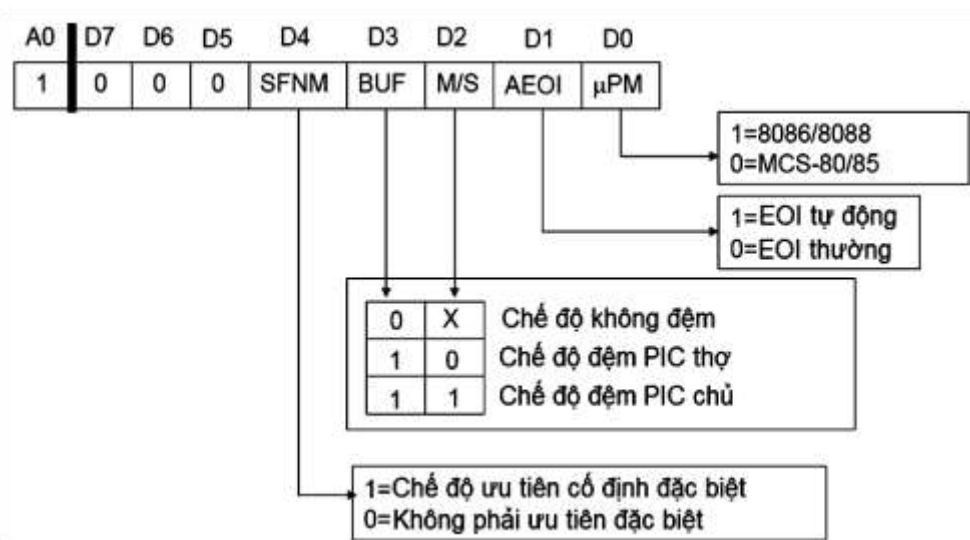 A0 D7 D6 D5 D4 D3 D2 D1 D0
1 0 0 0 SFNM BUF M/S AEOI μPM
1=8086/8088
0=MCS-80/85
1=EOI tự động
0=EOI thường
0 X Chế độ không đệm
1 0 Chế độ đệm PIC thợ
1 1 Chế độ đệm PIC chủ
1=Chế độ ưu tiên cố định đặc biệt
0=Không phải ưu tiên đặc biệt